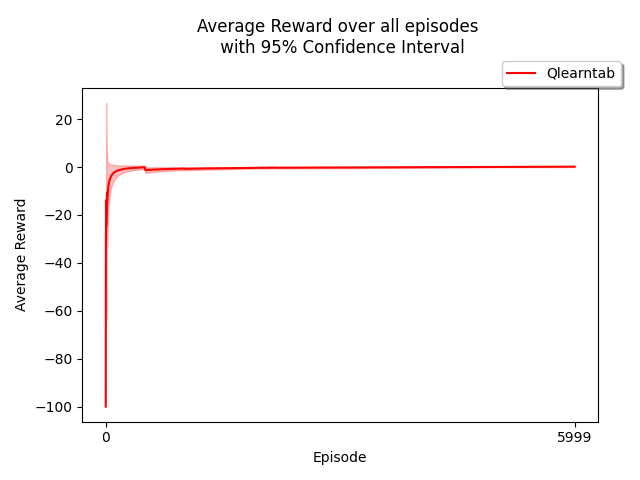 Average Reward over all episodes
with 95% Confidence Interval
Qlearntab
20
0
−20
−40
−60
−80
−100
Average Reward
0 5999
Episode